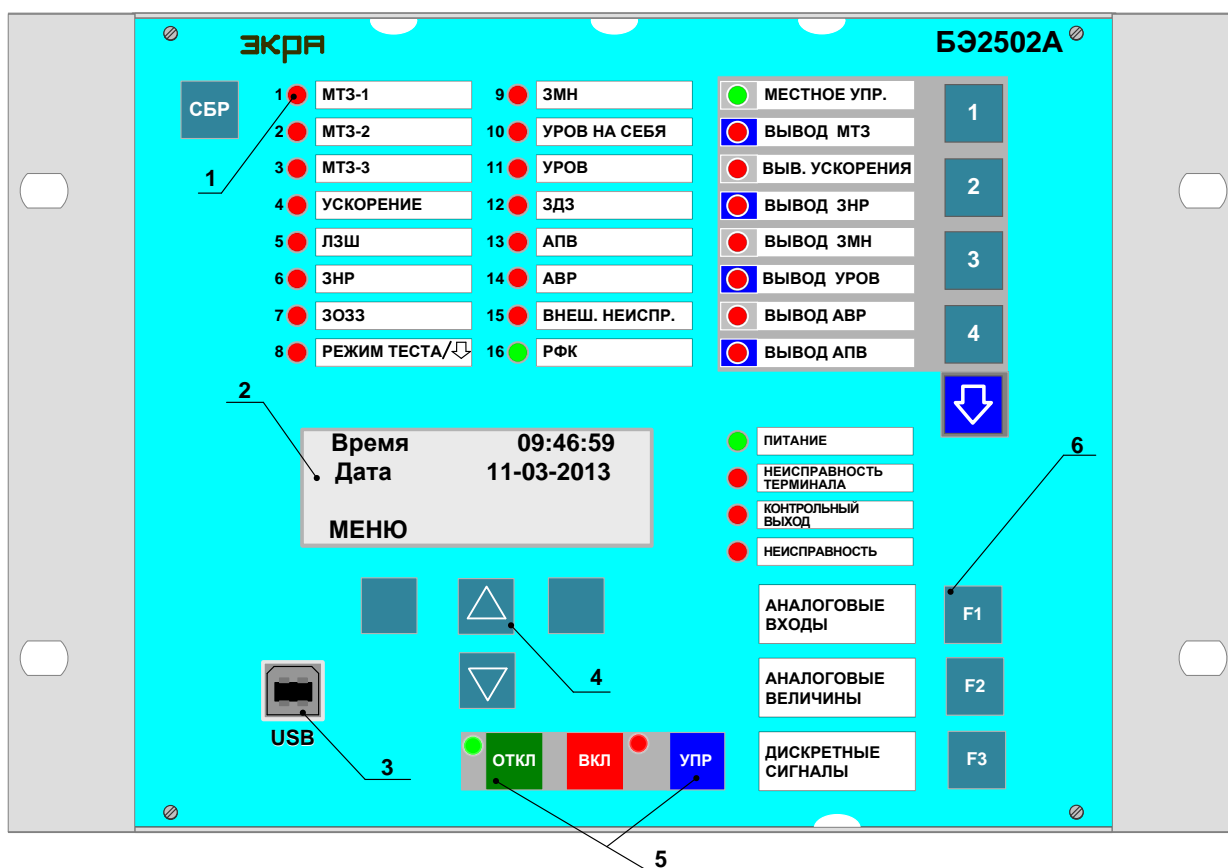 экра
БЭ2502А
СБР
1 МТЗ-1
2 МТЗ-2
3 МТЗ-3
4 УСКОРЕНИЕ
5 ЛЗШ
6 ЗНР
7 ЗОЗЗ
8 РЕЖИМ ТЕСТА/
9 ЗМН
10 УРОВ НА СЕБЯ
11 УРОВ
12 ЗДЗ
13 АПВ
14 АВР
15 ВНЕШ. НЕИСПР.
16 РФК
МЕСТНОЕ УПР.
ВЫВОД МТЗ
ВЫВ. УСКОРЕНИЯ
ВЫВОД ЗНР
ВЫВОД ЗМН
ВЫВОД УРОВ
ВЫВОД АВР
ВЫВОД АПВ
1
2
3
4
1
2
Время 09:46:59
Дата 11-03-2013
МЕНЮ
ПИТАНИЕ
НЕИСПРАВНОСТЬ
ТЕРМИНАЛА
КОНТРОЛЬНЫЙ
ВЫХОД
НЕИСПРАВНОСТЬ
6
АНАЛОГОВЫЕ
ВХОДЫ
F1
АНАЛОГОВЫЕ
ВЕЛИЧИНЫ
F2
ДИСКРЕТНЫЕ
СИГНАЛЫ
F3
4
USB
3
ОТКЛ
ВКЛ
УПР
5